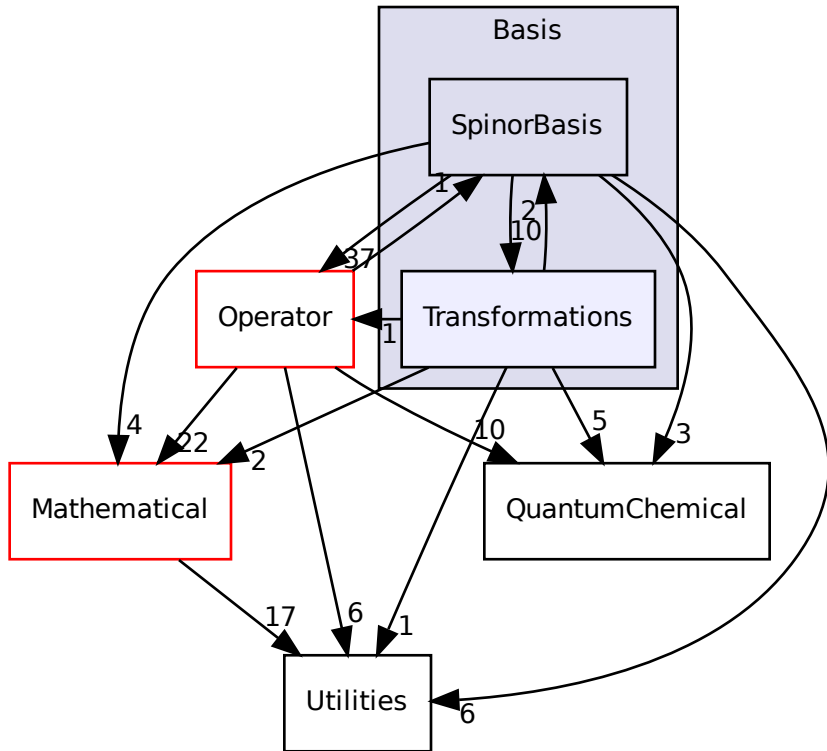 Basis
SpinorBasis
1
2
10
37
Operator
Transformations
1
4
22
2
10
5
3
Mathematical
QuantumChemical
17
6
1
Utilities
6